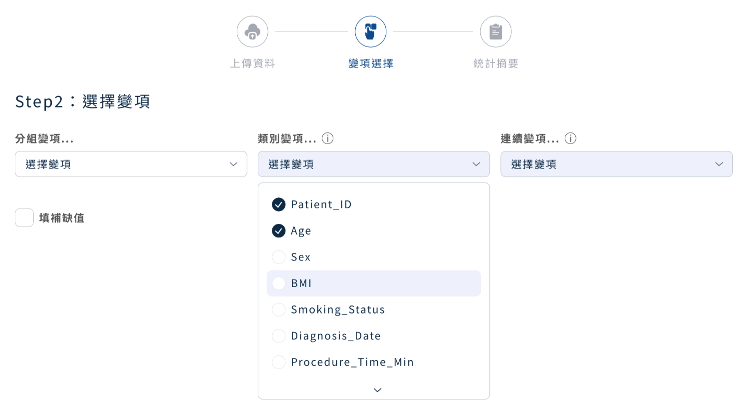 上傳資料
變項選擇
統計摘要
Step2：選擇變項
分組變項...
選擇變項
類別變項...
選擇變項
連續變項...
選擇變項
填補缺值
Patient_ID
Age
Sex
BMI
Smoking_Status
Diagnosis_Date
Procedure_Time_Min